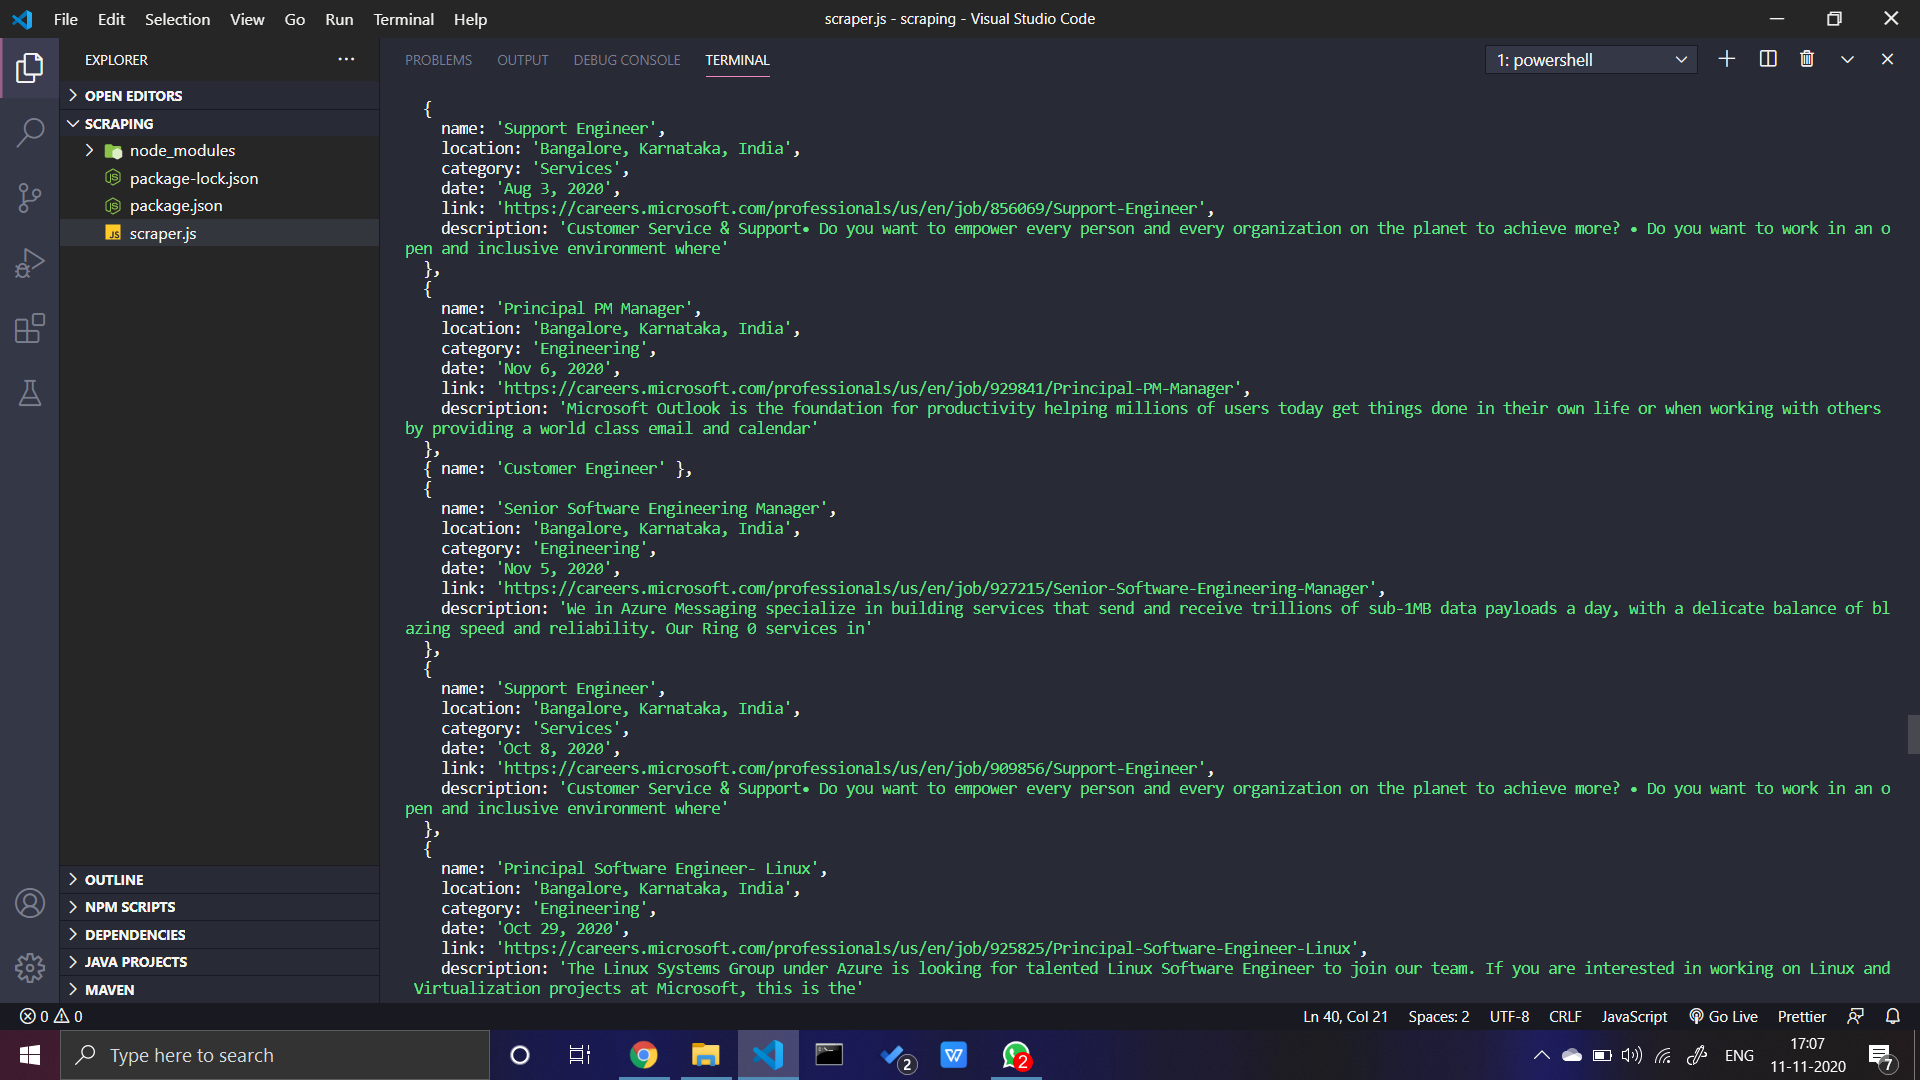 File Edit Selection View Go Run Terminal Help
scraper.js - scraping - Visual Studio Code
EXPLORER
OPEN EDITORS
SCRAPING
node_modules
package-lock.json
package.json
JS scraper.js
OUTLINE
NPM SCRIPTS
DEPENDENCIES
JAVA PROJECTS
MAVEN
PROBLEMS OUTPUT DEBUG CONSOLE TERMINAL
1: powershell
{
name: 'Support Engineer',
location: 'Bangalore, Karnataka, India',
category: 'Services',
date: 'Aug 3, 2020',
link: 'https://careers.microsoft.com/professionals/us/en/job/856069/Support-Engineer',
description: 'Customer Service & Support• Do you want to empower every person and every organization on the planet to achieve more? • Do you want to work in an o
pen and inclusive environment where'
},
{
name: 'Principal PM Manager',
location: 'Bangalore, Karnataka, India',
category: 'Engineering',
date: 'Nov 6, 2020',
link: 'https://careers.microsoft.com/professionals/us/en/job/929841/Principal-PM-Manager',
description: 'Microsoft Outlook is the foundation for productivity helping millions of users today get things done in their own life or when working with others
by providing a world class email and calendar'
},
{ name: 'Customer Engineer' },
{
name: 'Senior Software Engineering Manager',
location: 'Bangalore, Karnataka, India',
category: 'Engineering',
date: 'Nov 5, 2020',
link: 'https://careers.microsoft.com/professionals/us/en/job/927215/Senior-Software-Engineering-Manager',
description: 'We in Azure Messaging specialize in building services that send and receive trillions of sub-1MB data payloads a day, with a delicate balance of bl
azing speed and reliability. Our Ring 0 services in'
},
{
name: 'Support Engineer',
location: 'Bangalore, Karnataka, India',
category: 'Services',
date: 'Oct 8, 2020',
link: 'https://careers.microsoft.com/professionals/us/en/job/909856/Support-Engineer',
description: 'Customer Service & Support• Do you want to empower every person and every organization on the planet to achieve more? • Do you want to work in an o
pen and inclusive environment where'
},
{
name: 'Principal Software Engineer- Linux',
location: 'Bangalore, Karnataka, India',
category: 'Engineering',
date: 'Oct 29, 2020',
link: 'https://careers.microsoft.com/professionals/us/en/job/925825/Principal-Software-Engineer-Linux',
description: 'The Linux Systems Group under Azure is looking for talented Linux Software Engineer to join our team. If you are interested in working on Linux and
Virtualization projects at Microsoft, this is the'
0 0
Ln 40, Col 21 Spaces: 2 UTF-8 CRLF JavaScript Go Live Prettier
Type here to search
2
W
2
ENG
17:07
11-11-2020
7